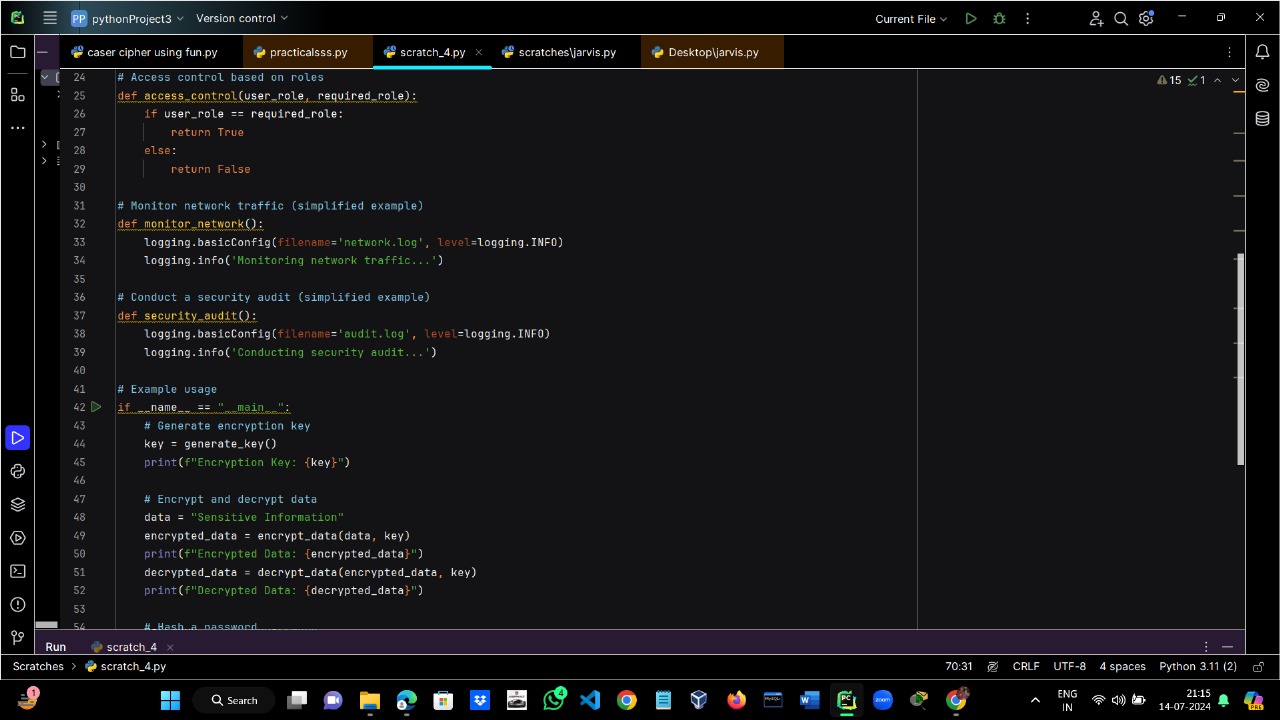 PP pythonProject3 Version control Current File
caser cipher using fun.py practicalsss.py scratch_4.py scratches\jarvis.py Desktop\jarvis.py
15 1
24 # Access control based on roles
25 def access_control(user_role, required_role):
26 if user_role == required_role:
27 return True
28 else:
29 return False
30
31 # Monitor network traffic (simplified example)
32 def monitor_network():
33 logging.basicConfig(filename='network.log', level=logging.INFO)
34 logging.info('Monitoring network traffic...')
35
36 # Conduct a security audit (simplified example)
37 def security_audit():
38 logging.basicConfig(filename='audit.log', level=logging.INFO)
39 logging.info('Conducting security audit...')
40
41 # Example usage
42 if __name__ == "__main__":
43 # Generate encryption key
44 key = generate_key()
45 print(f"Encryption Key: {key}")
46
47 # Encrypt and decrypt data
48 data = "Sensitive Information"
49 encrypted_data = encrypt_data(data, key)
50 print(f"Encrypted Data: {encrypted_data}")
51 decrypted_data = decrypt_data(encrypted_data, key)
52 print(f"Decrypted Data: {decrypted_data}")
53
54 # Hash a password
Run scratch_4
Scratches > scratch_4.py 70:31 CRLF UTF-8 4 spaces Python 3.11 (2)
1 Search 4 zoom ENG 21:15
IN 14-07-2024